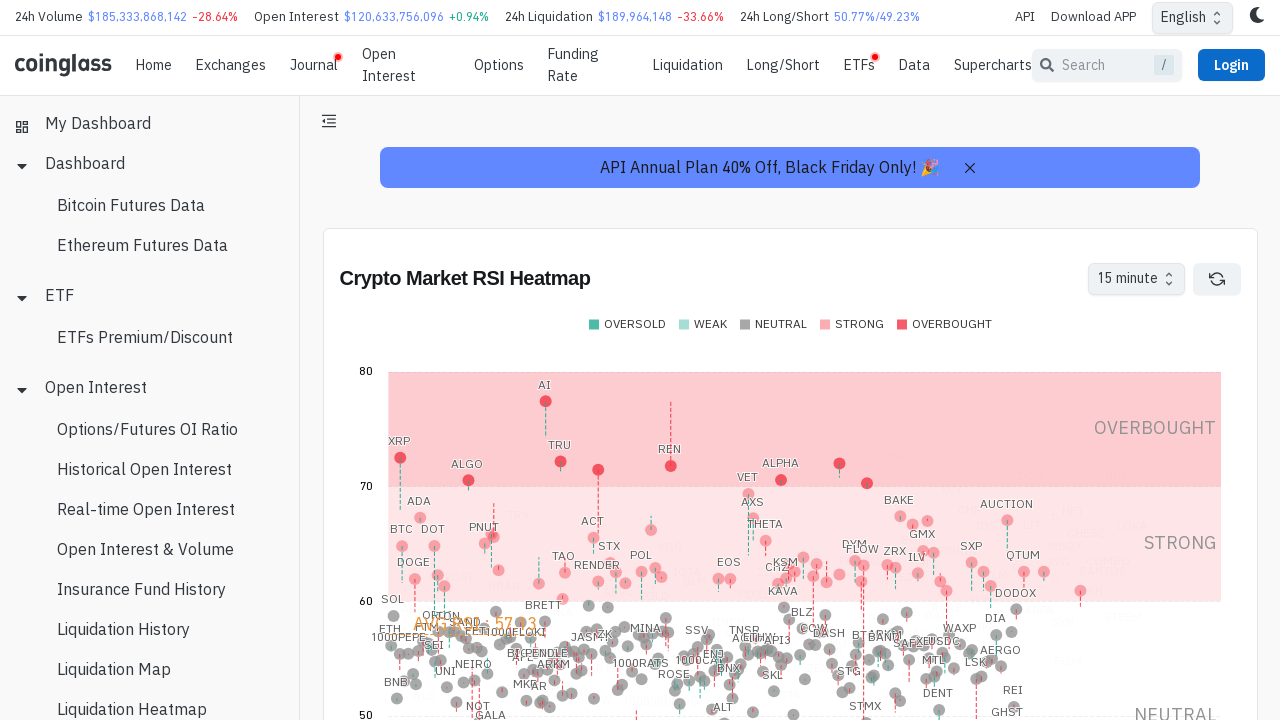 24h Volume $185,333,868,142 -28.64% Open Interest $120,633,756,096 +0.94% 24h Liquidation $189,964,148 -33.66% 24h Long/Short 50.77%/49.23% API Download APP English
coinglass Home Exchanges Journal Open Interest Options Funding Rate Liquidation Long/Short ETFs Data Supercharts Search / Login
My Dashboard
Dashboard
Bitcoin Futures Data
Ethereum Futures Data
ETF
ETFs Premium/Discount
Open Interest
Options/Futures OI Ratio
Historical Open Interest
Real-time Open Interest
Open Interest & Volume
Insurance Fund History
Liquidation History
Liquidation Map
Liquidation Heatmap
API Annual Plan 40% Off, Black Friday Only! 🎉
Crypto Market RSI Heatmap
15 minute
OVERSOLD WEAK NEUTRAL STRONG OVERBOUGHT
80
AI
OVERBOUGHT
XRP
TRU
REN
ALGO
ALPHA
VET
70
ADA
AXS
BAKE
AUCTION
BTC
DOT
PNUT
ACT
THETA
GMX
STRONG
STX
DYM
FLOW
ZRX
SXP
DOGE
TAO
RENDER
POL
EOS
KSM
CHZ
ILV
QTUM
KAVA
DODOX
60
SOL
BRETT
BLZ
DIA
AVG RSI : 57.13
ETH
MINA
SSV
TNSR
DASH
WAXP
1000PEPE
SEI
1000FLOKI
JASMY
ZK
API3
AERGO
UNI
NEIRO
ARKM
1000RATS
1000CAT
ENJ
BNX
ROSE
SKL
STG
MTL
LSK
BNB
MKR
AR
DENT
REI
NOT
GALA
ALT
STMX
GHST
50
NEUTRAL